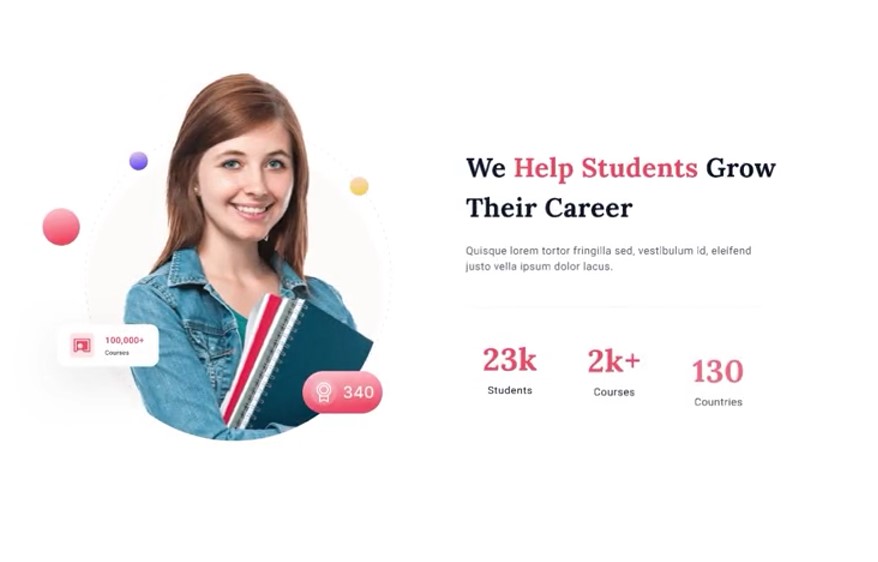 We Help Students Grow
Their Career
Quisque lorem tortor fringilla sed, vestibulum id, eleifend
justo vella ipsum dolor lacus.
100,000+
Courses
340
23k
Students
2k+
Courses
130
Countries